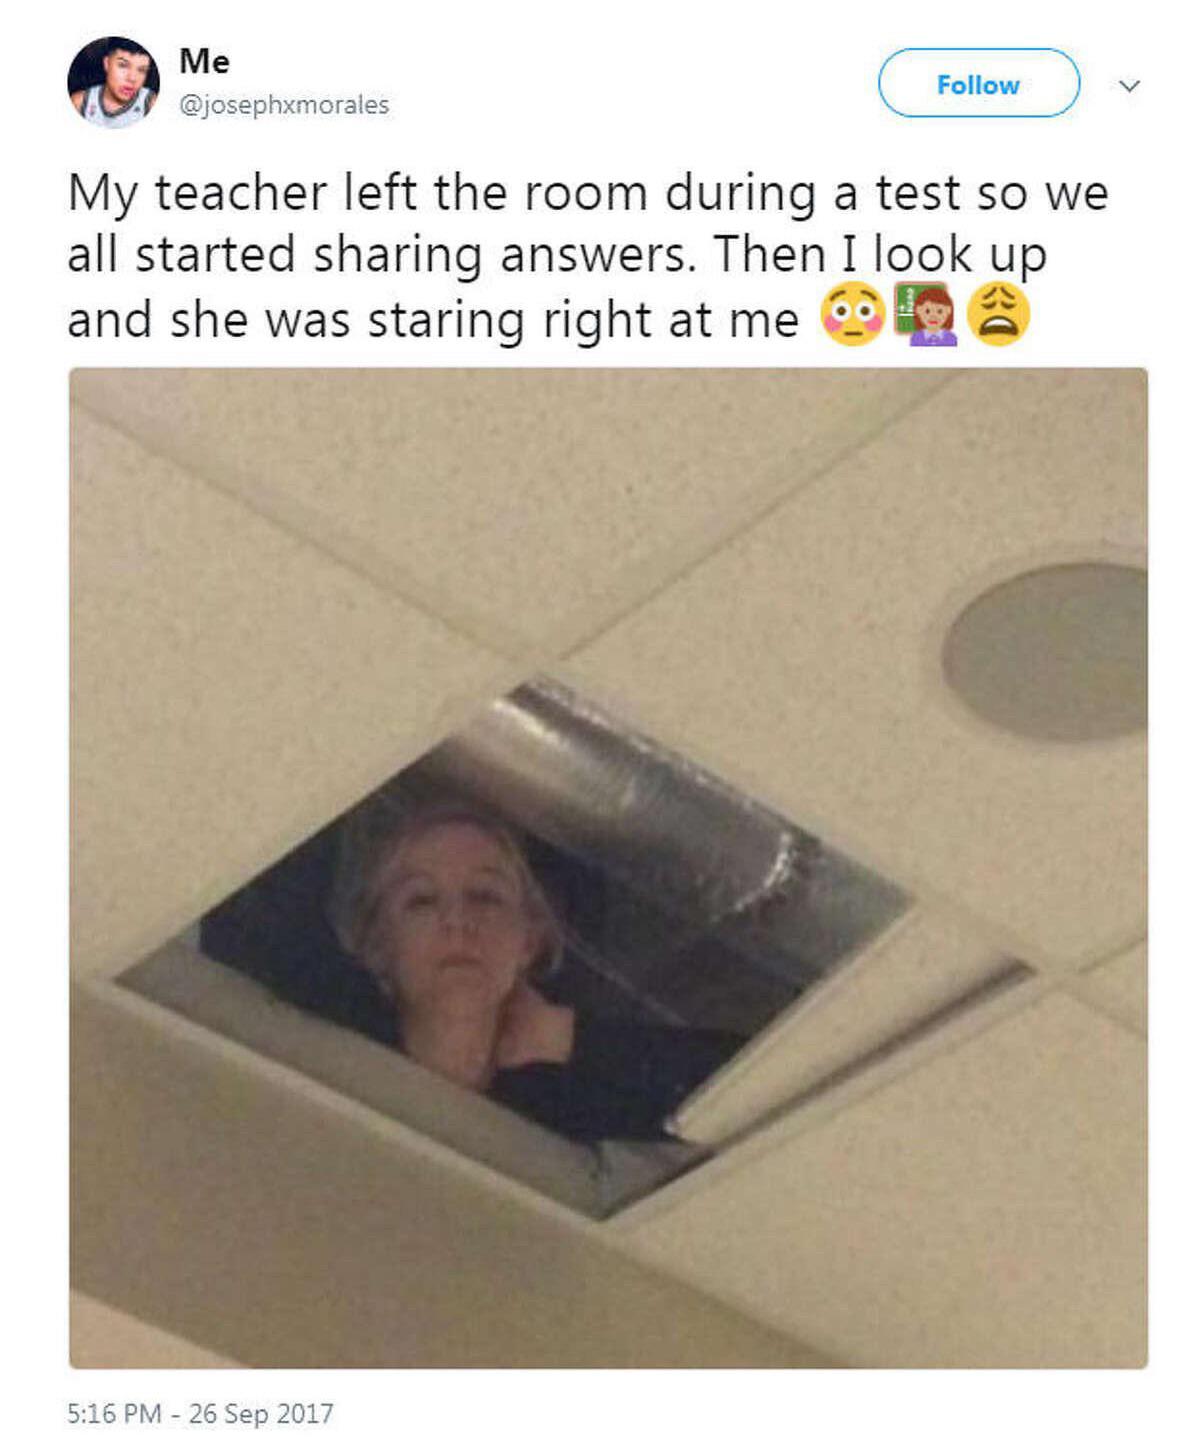 Me
@josephxmorales
Follow
My teacher left the room during a test so we
all started sharing answers. Then I look up
and she was staring right at me 😳👩🏽‍🏫😩
5:16 PM - 26 Sep 2017